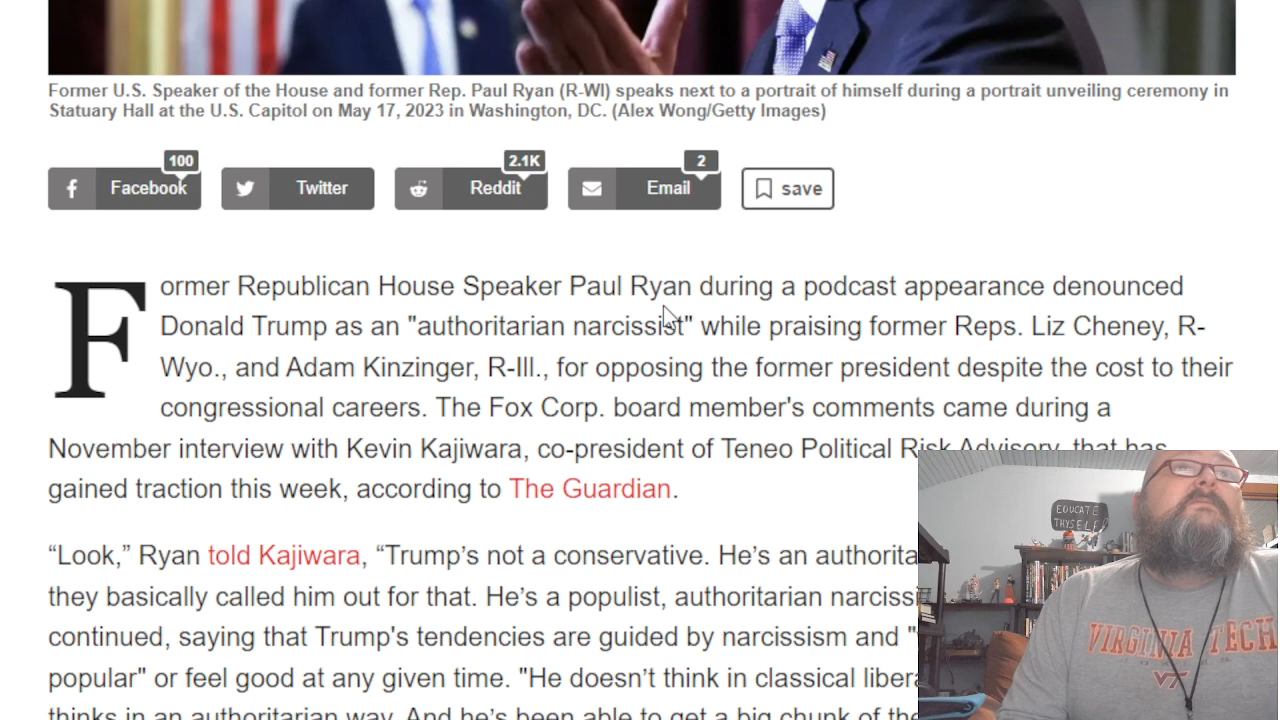 Former U.S. Speaker of the House and former Rep. Paul Ryan (R-WI) speaks next to a portrait of himself during a portrait unveiling ceremony in
Statuary Hall at the U.S. Capitol on May 17, 2023 in Washington, DC. (Alex Wong/Getty Images)
100
2.1K
2
Facebook
Twitter
Reddit
Email
save
Former Republican House Speaker Paul Ryan during a podcast appearance denounced
Donald Trump as an "authoritarian narcissist" while praising former Reps. Liz Cheney, R-
Wyo., and Adam Kinzinger, R-Ill., for opposing the former president despite the cost to their
congressional careers. The Fox Corp. board member's comments came during a
November interview with Kevin Kajiwara, co-president of Teneo Political Risk Advisory, that has
gained traction this week, according to The Guardian.
“Look,” Ryan told Kajiwara, “Trump’s not a conservative. He’s an authorita
they basically called him out for that. He’s a populist, authoritarian narciss
continued, saying that Trump's tendencies are guided by narcissism and "
popular" or feel good at any given time. "He doesn’t think in classical libera
thinks in an authoritarian way. And he’s been able to get a big chunk of the
EDUCATE
THYSELF
VIRGINIA TECH
VT